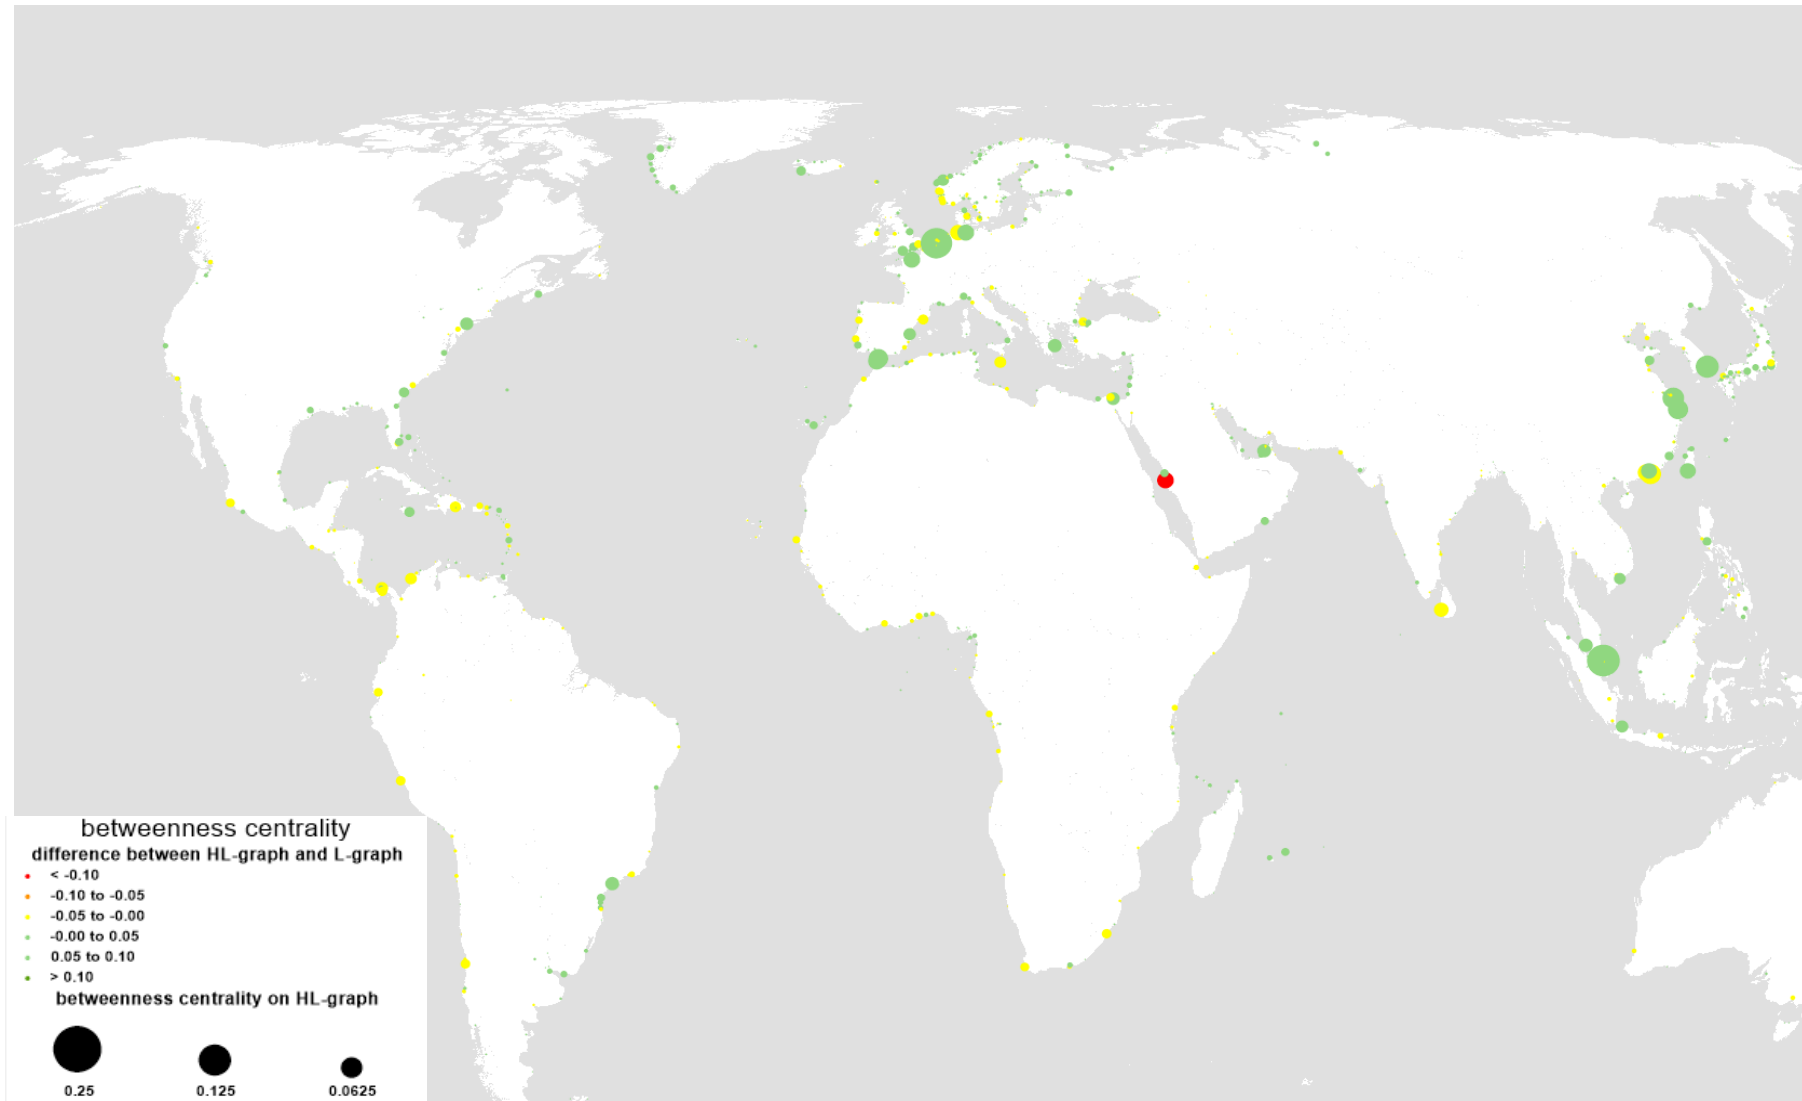 betweenness centrality
difference between HL-graph and L-graph
< -0.10
-0.10 to -0.05
-0.05 to -0.00
-0.00 to 0.05
0.05 to 0.10
> 0.10
betweenness centrality on HL-graph
0.25 0.125 0.0625